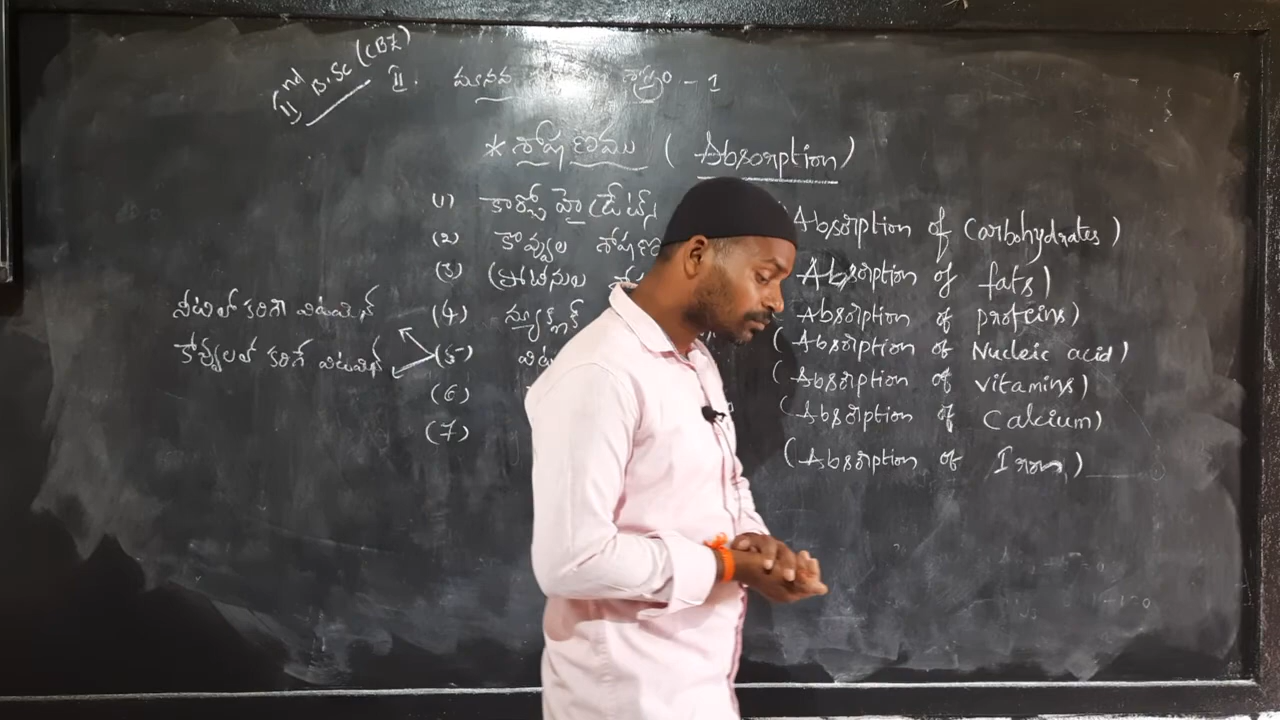 IInd B.Sc (CBZ)
II. మానవ శాస్త్రం - 1
* శోషణము ( Absorption )
(1) కార్బోహైడ్రేట్స్ Absorption of Carbohydrates )
(2) కొవ్వుల శోషణ Absorption of fats )
(3) ప్రోటీనుల శో Absorption of proteins )
నీటిలో కరిగా విటమిన్
(4) న్యూక్లిక్ ( Absorption of Nucleic acid )
కొవ్వులలో కరిగే విటమిన్
(5) విట ( Absorption of vitamins )
(6) ( Absorption of Calcium )
(7) ( Absorption of Iron )